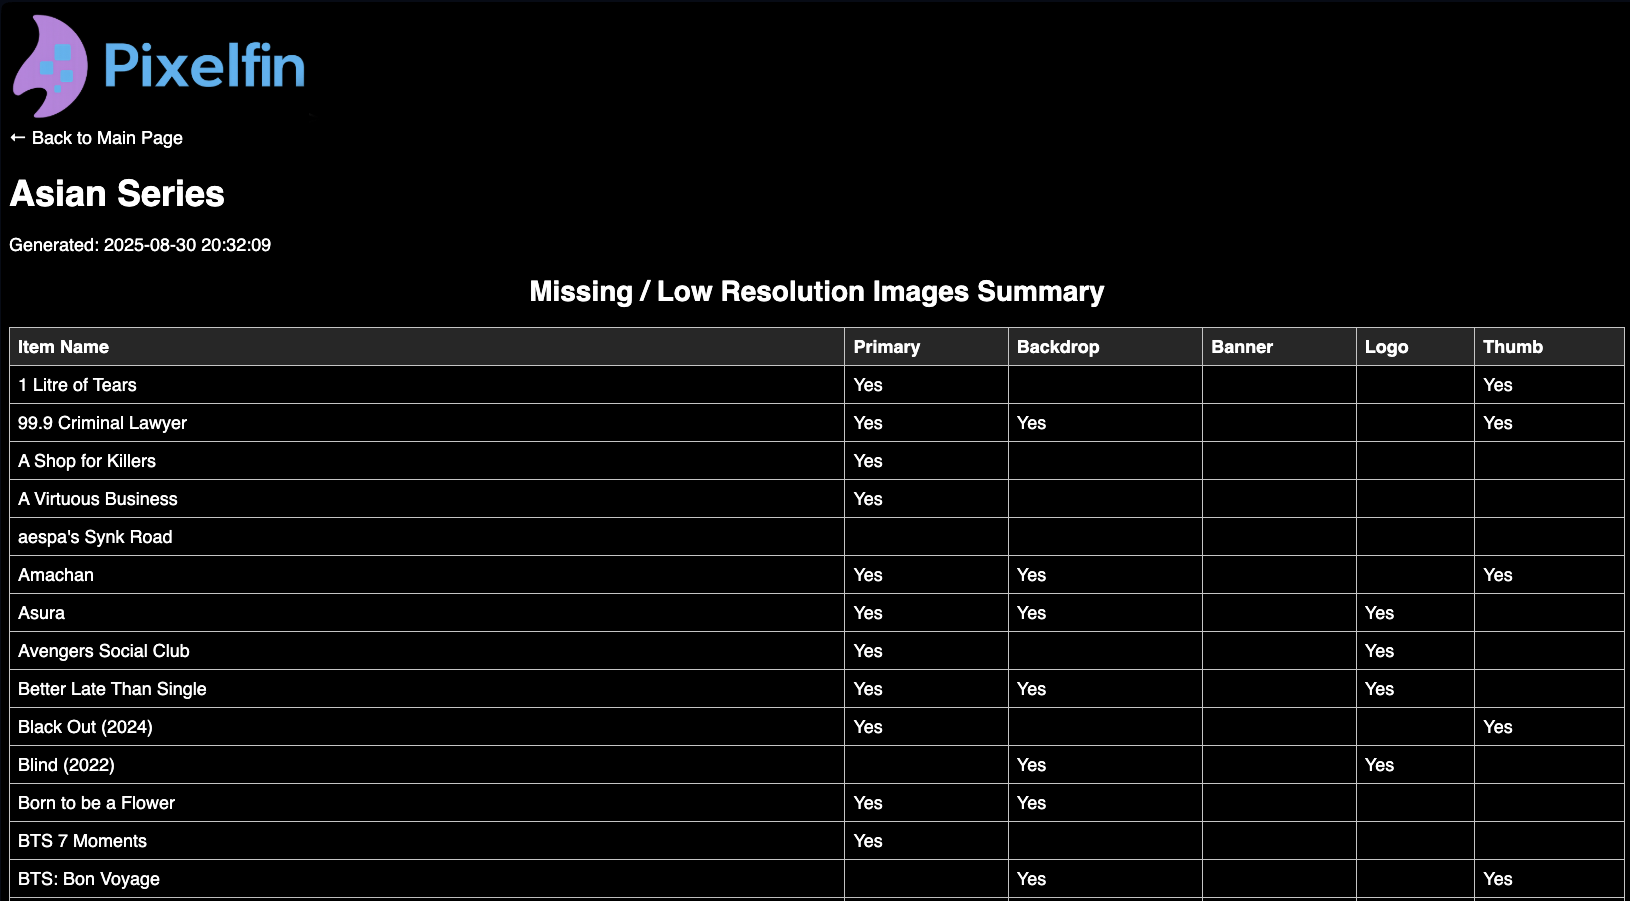 Pixelfin
← Back to Main Page
Asian Series
Generated: 2025-08-30 20:32:09
Missing / Low Resolution Images Summary
Item Name Primary Backdrop Banner Logo Thumb
1 Litre of Tears Yes Yes
99.9 Criminal Lawyer Yes Yes Yes
A Shop for Killers Yes
A Virtuous Business Yes
aespa's Synk Road
Amachan Yes Yes Yes
Asura Yes Yes Yes
Avengers Social Club Yes Yes
Better Late Than Single Yes Yes Yes
Black Out (2024) Yes Yes
Blind (2022) Yes Yes
Born to be a Flower Yes Yes
BTS 7 Moments Yes
BTS: Bon Voyage Yes Yes